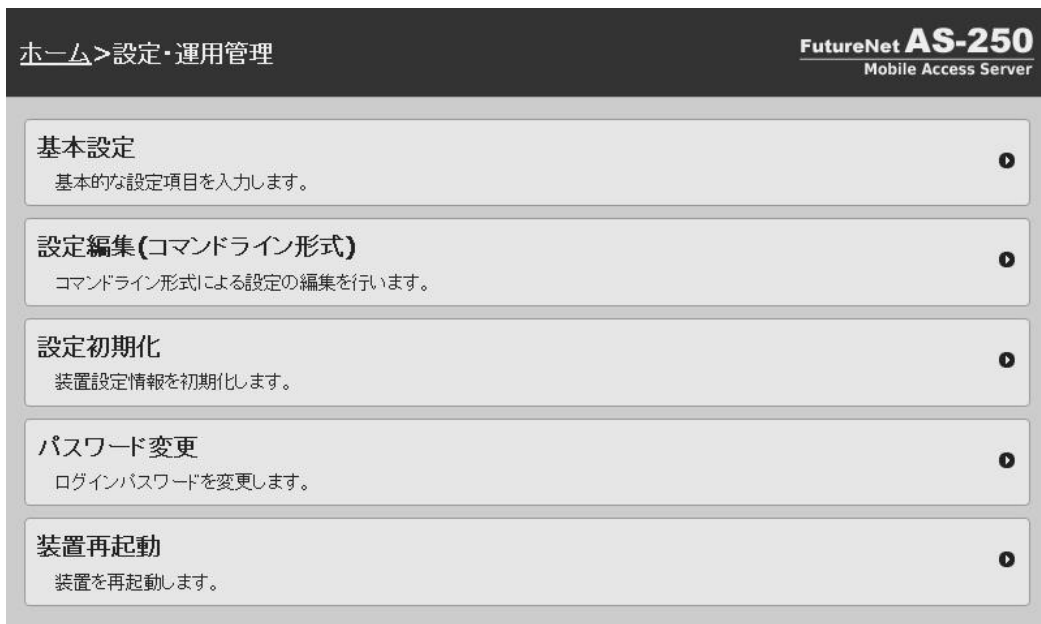 ホーム>設定・運用管理
FutureNet AS-250
Mobile Access Server
基本設定
基本的な設定項目を入力します。
設定編集(コマンドライン形式)
コマンドライン形式による設定の編集を行います。
設定初期化
装置設定情報を初期化します。
パスワード変更
ログインパスワードを変更します。
装置再起動
装置を再起動します。